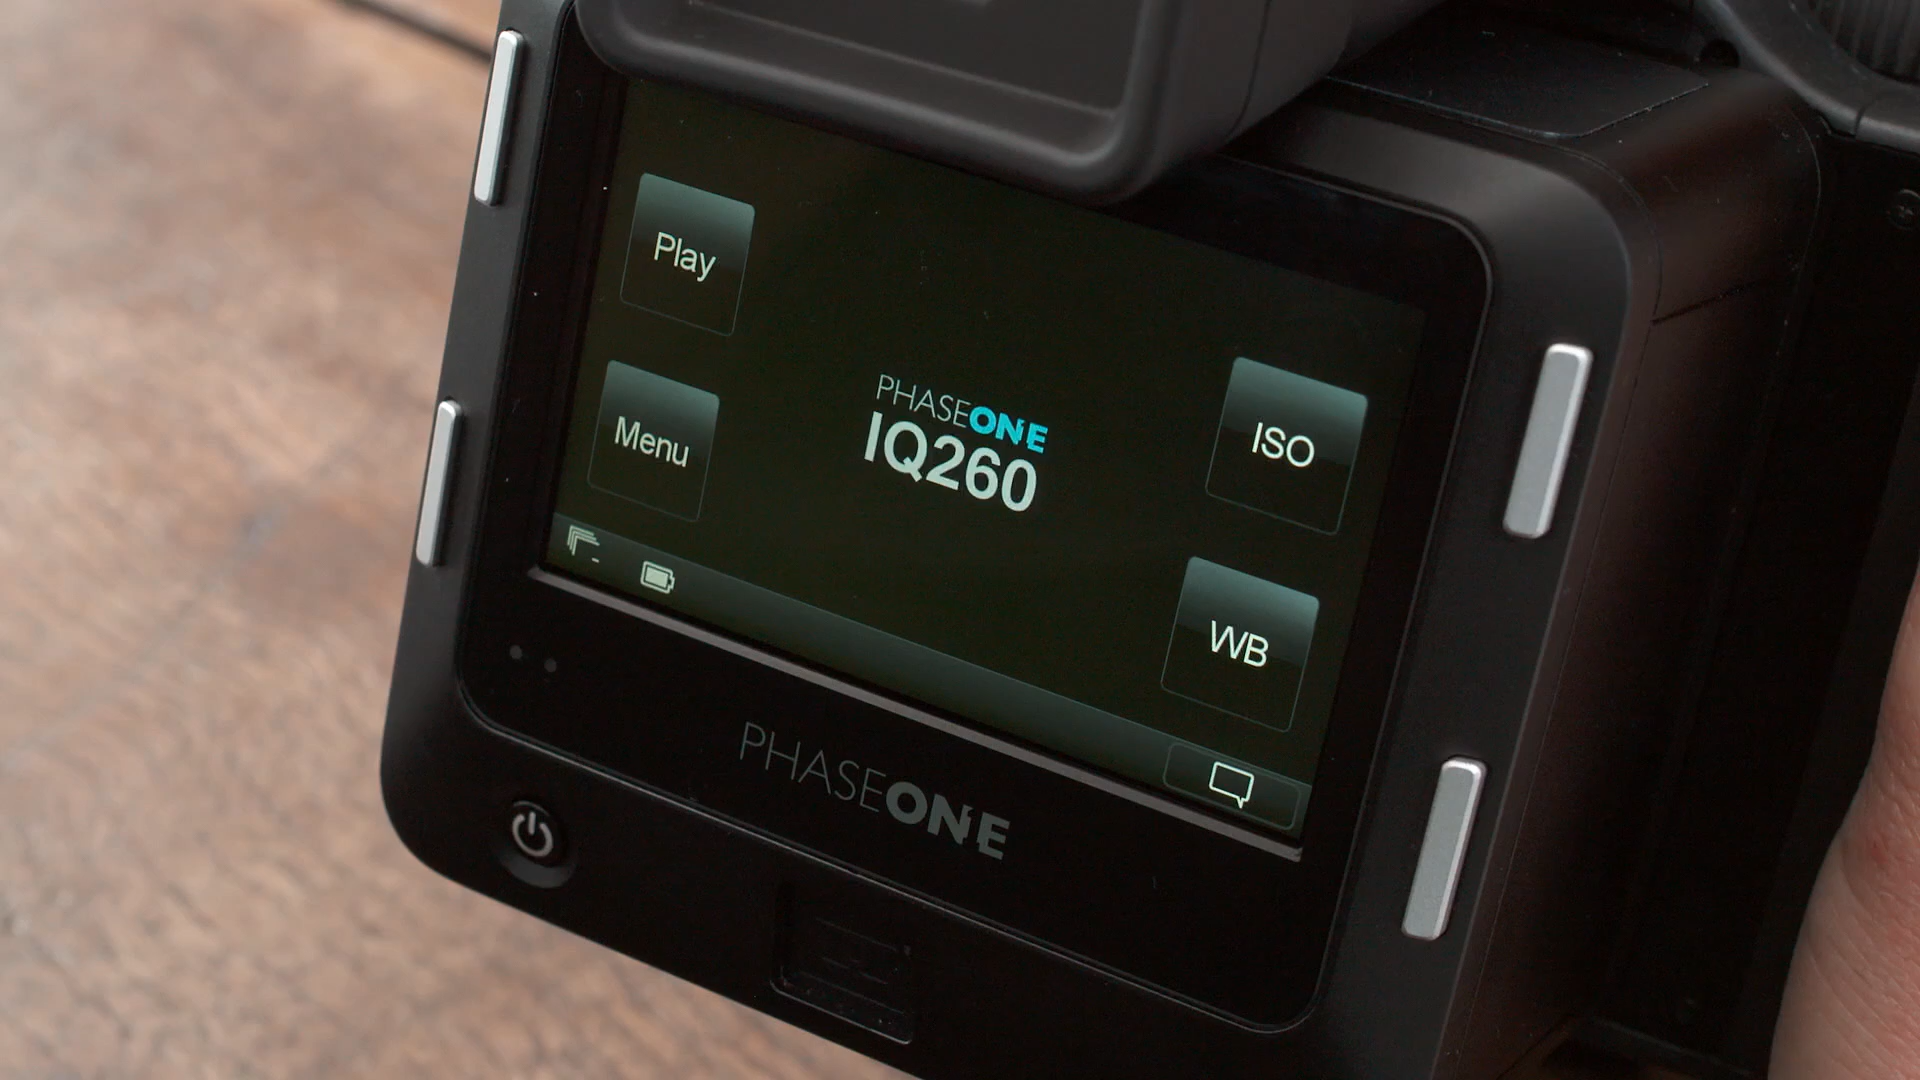 Play
Menu
PHASEONE
IQ260
ISO
WB
PHASEONE